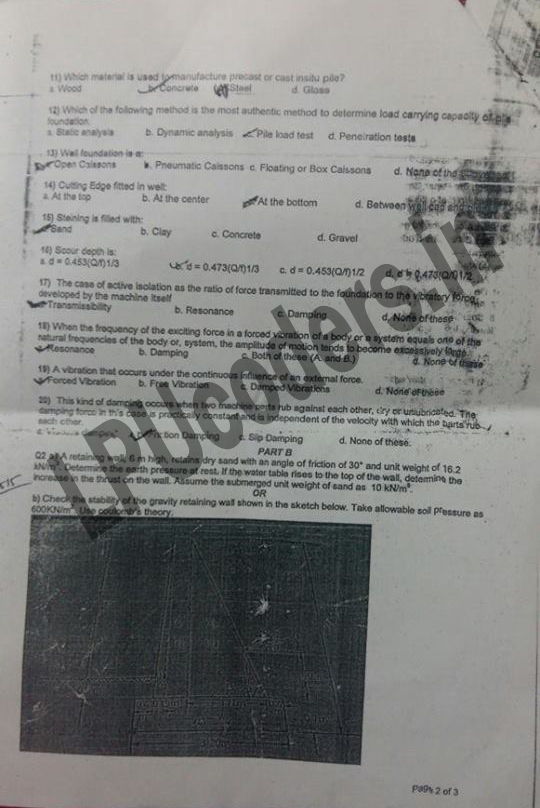 11) Which material is used to manufacture precast or cast insitu pile?
a. Wood b. Concrete c) Steel d. Glass
12) Which of the following method is the most authentic method to determine load carrying capacity of pile
foundation.
a. Static analysis b. Dynamic analysis c. Pile load test d. Penetration tests
13) Well foundation is a:
Open Caissons b. Pneumatic Caissons c. Floating or Box Caissons d. None of the
14) Cutting Edge fitted in well:
a. At the top b. At the center At the bottom d. Between well cap and
15) Steining is filled with:
Sand b. Clay c. Concrete d. Gravel
16) Scour depth is:
a. d = 0.453(Q/f)1/3 b. d = 0.473(Q/f)1/3 c. d = 0.453(Q/f)1/2 d. d = 0.473(Q/f)1/2
17) The case of active isolation as the ratio of force transmitted to the foundation to the vibratory force
developed by the machine itself
Transmissibility b. Resonance c. Damping d. None of these
18) When the frequency of the exciting force in a forced vibration of a body or a system equals one of the
natural frequencies of the body or, system, the amplitude of motion tends to become excessively large.
Resonance b. Damping c. Both of these (A. and B.) d. None of these
19) A vibration that occurs under the continuous influence of an external force.
Forced Vibration b. Free Vibration c. Damped Vibrations d. None of these
20) This kind of damping occurs when two machine parts rub against each other, dry or unlubricated. The
damping force in this case is practically constant and is independent of the velocity with which the parts rub
each other.
Damping Friction Damping c. Slip Damping d. None of these.
PART B
Q2 a) A retaining wall, 6 m high, retains dry sand with an angle of friction of 30° and unit weight of 16.2
kN/m³. Determine the earth pressure at rest. If the water table rises to the top of the wall, determine the
increase in the thrust on the wall. Assume the submerged unit weight of sand as 10 kN/m³.
OR
b) Check the stability of the gravity retaining wall shown in the sketch below. Take allowable soil pressure as
600KN/m². Use coulomb's theory.
Page 2 of 3
LPUcoders.in